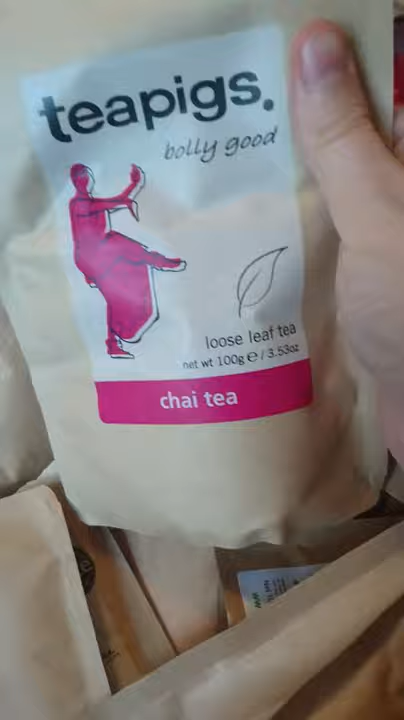 teapigs.
bolly good
loose leaf tea
net wt 100g ℮ / 3.53oz
chai tea